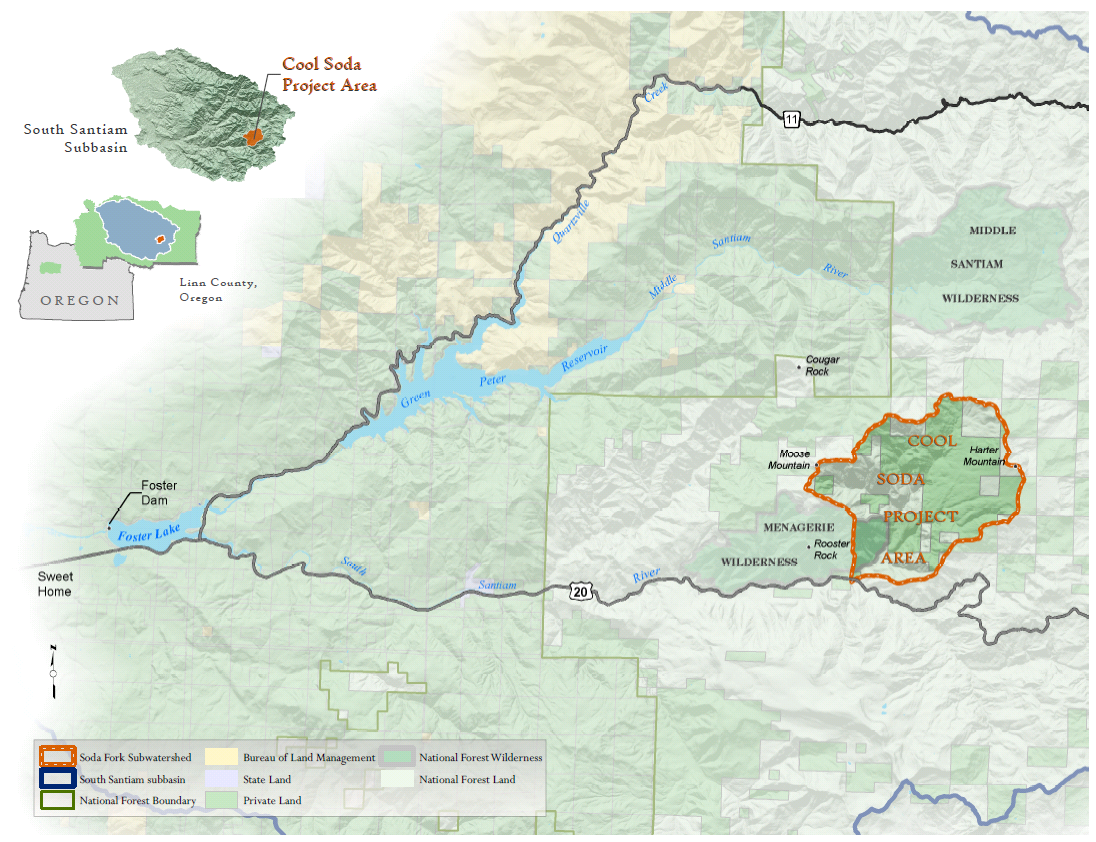 Cool Soda
Project Area
South Santiam
Subbasin
Linn County,
Oregon
OREGON
Creek
11
Quartzville
Middle
Santiam
River
MIDDLE
SANTIAM
WILDERNESS
Green
Peter
Reservoir
Cougar
Rock
COOL
SODA
PROJECT
AREA
Moose
Mountain
Harter
Mountain
MENAGERIE
WILDERNESS
Rooster
Rock
Foster
Dam
Foster Lake
Sweet
Home
South
Santiam
20
River
N
Soda Fork Subwatershed
South Santiam subbasin
National Forest Boundary
Bureau of Land Management
State Land
Private Land
National Forest Wilderness
National Forest Land